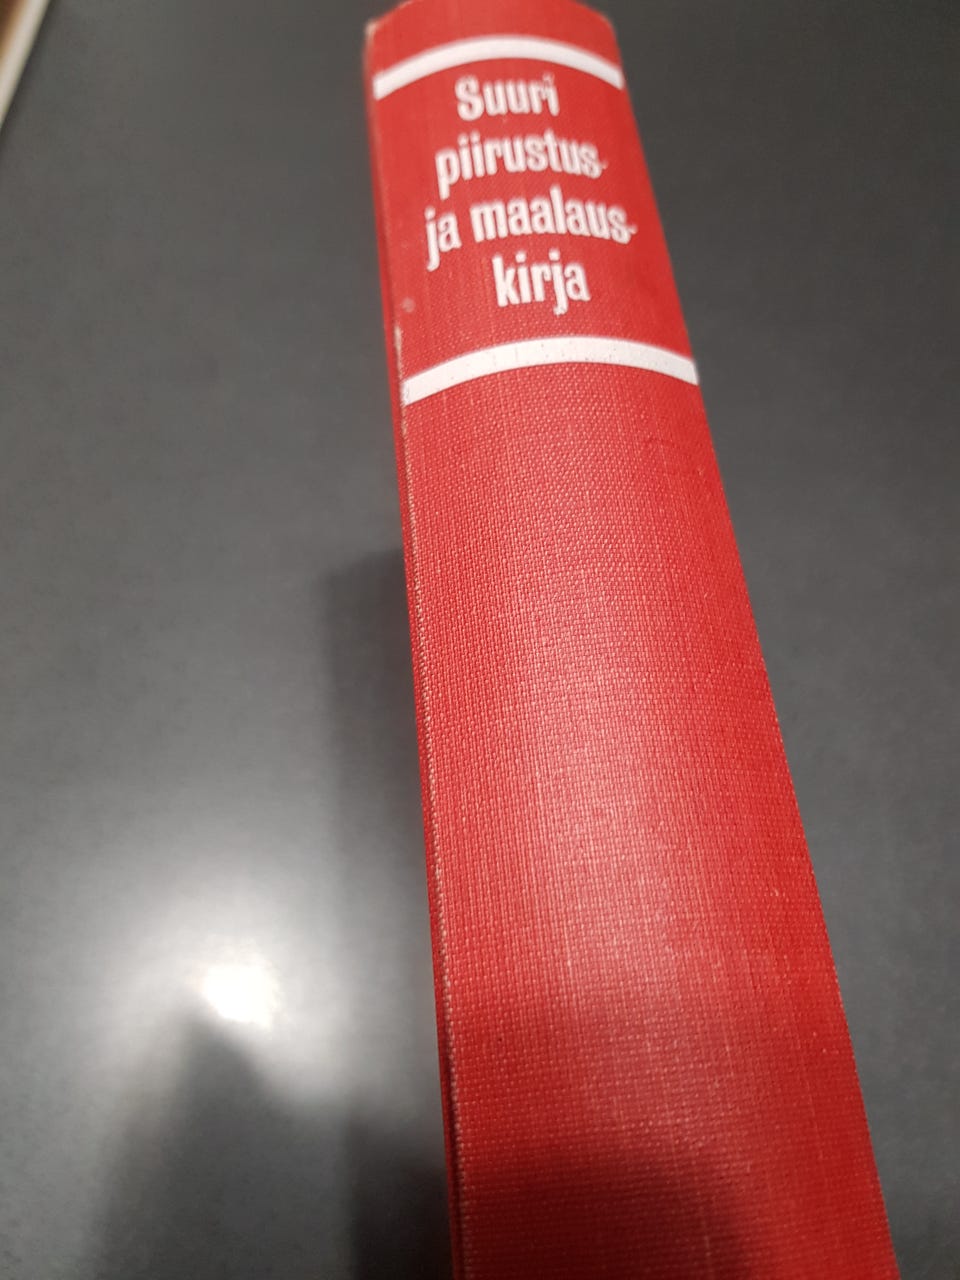 Suuri
piirustus-
ja maalaus-
kirja